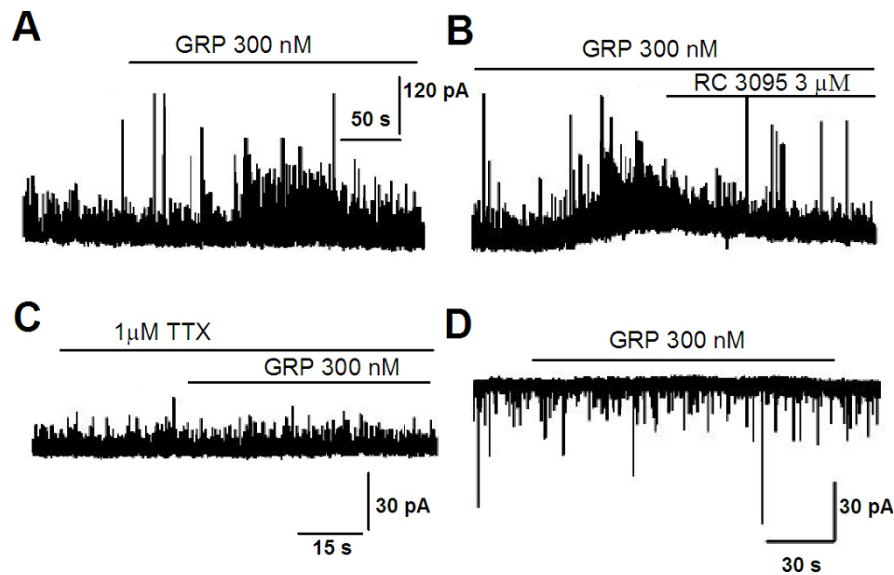 A
GRP 300 nM
120 pA
50 s
B
GRP 300 nM
RC 3095 3 μM
C
1μM TTX
GRP 300 nM
30 pA
15 s
D
GRP 300 nM
30 pA
30 s